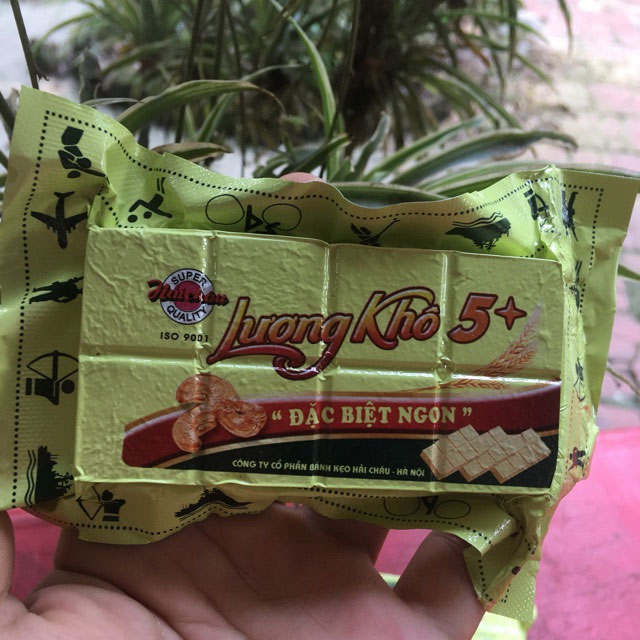 SUPER
Hải Châu
QUALITY
ISO 9001
Lương Khô 5+
“ ĐẶC BIỆT NGON ”
CÔNG TY CỔ PHẦN BÁNH KẸO HẢI CHÂU - HÀ NỘI